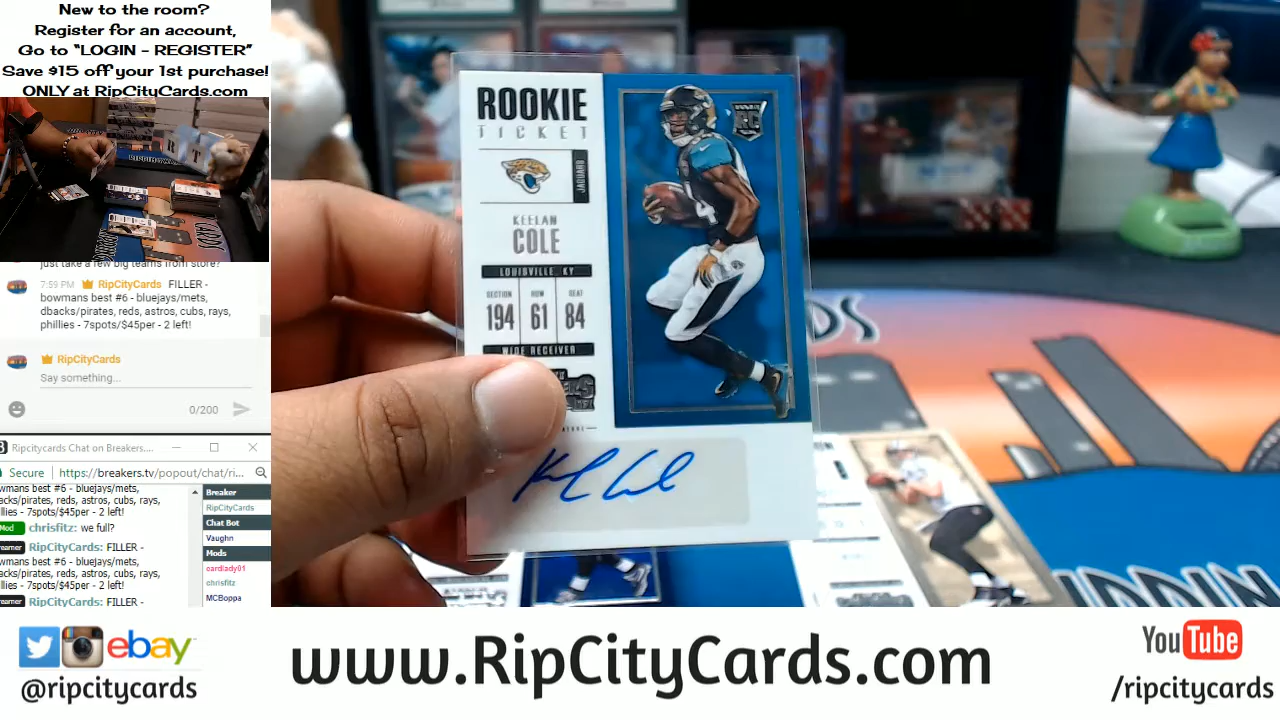 New to the room?
Register for an account,
Go to “LOGIN - REGISTER”
Save $15 off your 1st purchase!
ONLY at RipCityCards.com
just take a few big teams from store?
7:59 PM RipCityCards FILLER -
bowmans best #6 - bluejays/mets,
dbacks/pirates, reds, astros, cubs, rays,
phillies - 7spots/$45per - 2 left!
RipCityCards
Say something...
0/200
Ripcitycards Chat on Breakers....
Secure https://breakers.tv/popout/chat/ri...
owmans best #6 - bluejays/mets,
acks/pirates, reds, astros, cubs, rays,
llies - 7spots/$45per - 2 left!
Mod chrisfitz: we full?
eamer RipCityCards: FILLER -
owmans best #6 - bluejays/mets,
acks/pirates, reds, astros, cubs, rays,
llies - 7spots/$45per - 2 left!
eamer RipCityCards: FILLER -
Breaker
RipCityCards
Chat Bot
Vaughn
Mods
cardlady01
chrisfitz
MCBoppa
ROOKIE
TICKET
JAGUARS
RC
KEELAN
COLE
LOUISVILLE, KY
SECTION ROW SEAT
194 61 84
WIDE RECEIVER
4
ebay
@ripcitycards
www.RipCityCards.com
YouTube
/ripcitycards